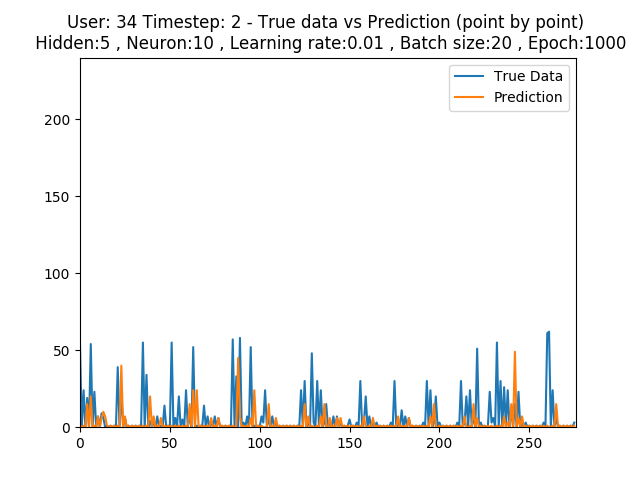 User: 34 Timestep: 2 - True data vs Prediction (point by point)
Hidden:5 , Neuron:10 , Learning rate:0.01 , Batch size:20 , Epoch:1000
True Data
Prediction
200
150
100
50
0
0 50 100 150 200 250